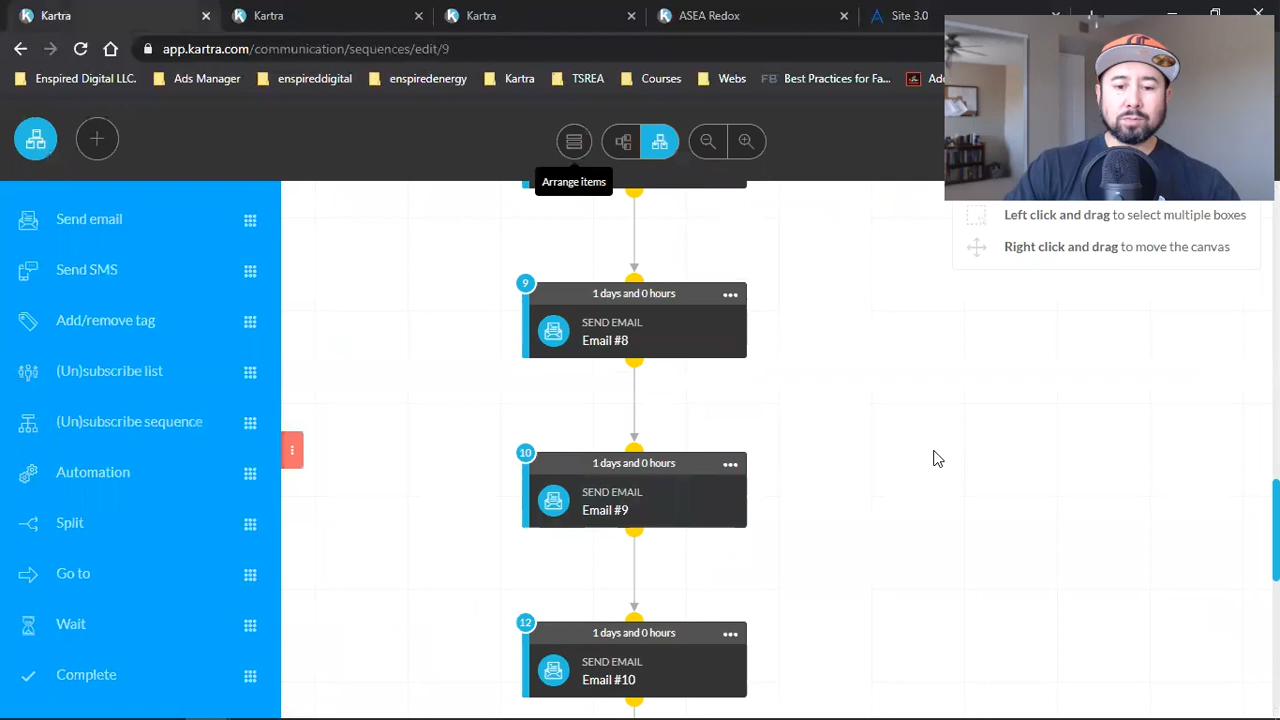 Kartra
Kartra
Kartra
ASEA Redox
Site 3.0
app.kartra.com/communication/sequences/edit/9
Enspired Digital LLC.
Ads Manager
enspireddigital
enspiredenergy
Kartra
TSREA
Courses
Webs
FB Best Practices for Fa...
Arrange items
Send email
Send SMS
Add/remove tag
(Un)subscribe list
(Un)subscribe sequence
Automation
Split
Go to
Wait
Complete
Left click and drag to select multiple boxes
Right click and drag to move the canvas
9
1 days and 0 hours
SEND EMAIL
Email #8
10
1 days and 0 hours
SEND EMAIL
Email #9
12
1 days and 0 hours
SEND EMAIL
Email #10